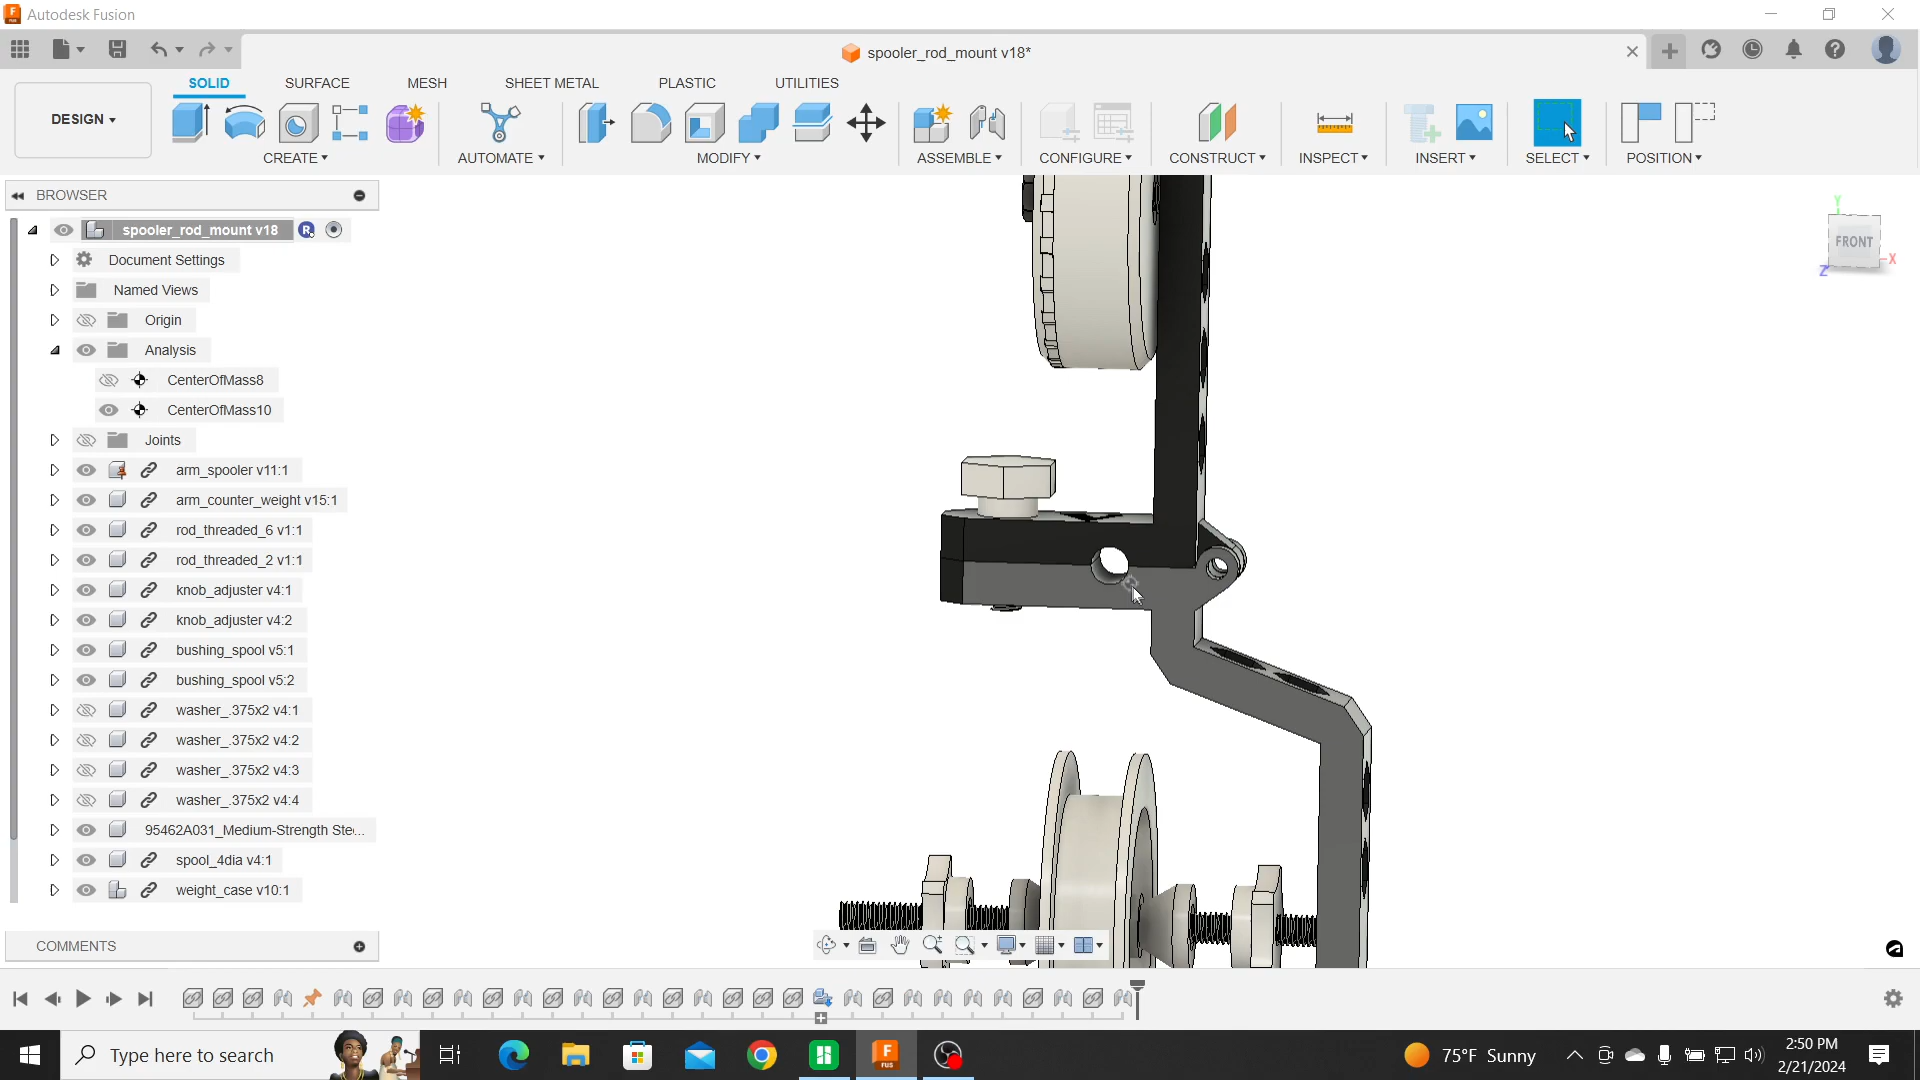 Autodesk Fusion
spooler_rod_mount v18*
DESIGN
SOLID
SURFACE
MESH
SHEET METAL
PLASTIC
UTILITIES
CREATE
AUTOMATE
MODIFY
ASSEMBLE
CONFIGURE
CONSTRUCT
INSPECT
INSERT
SELECT
POSITION
BROWSER
spooler_rod_mount v18
R
Document Settings
Named Views
Origin
Analysis
CenterOfMass8
CenterOfMass10
Joints
arm_spooler v11:1
arm_counter_weight v15:1
rod_threaded_6 v1:1
rod_threaded_2 v1:1
knob_adjuster v4:1
knob_adjuster v4:2
bushing_spool v5:1
bushing_spool v5:2
washer_.375x2 v4:1
washer_.375x2 v4:2
washer_.375x2 v4:3
washer_.375x2 v4:4
95462A031_Medium-Strength Ste...
spool_4dia v4:1
weight_case v10:1
COMMENTS
Y
FRONT
X
Z
Type here to search
75°F Sunny
2:50 PM
2/21/2024